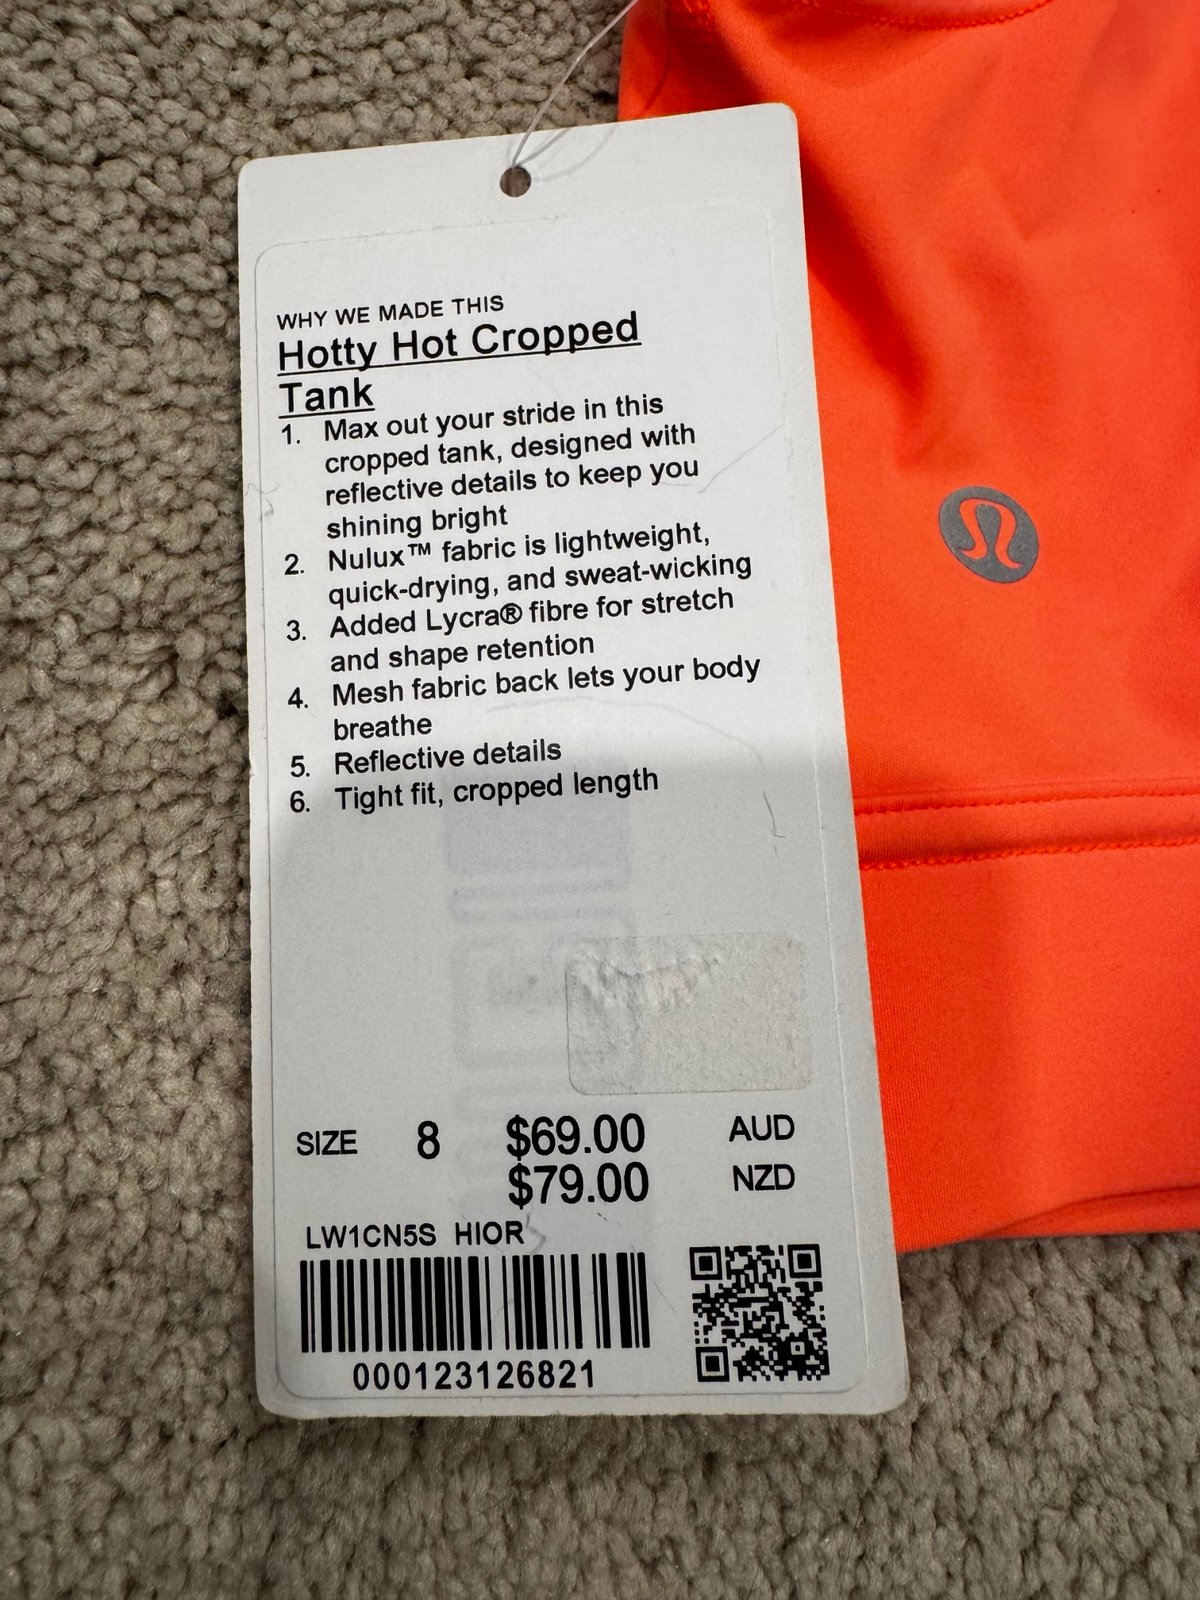 WHY WE MADE THIS
Hotty Hot Cropped
Tank
1. Max out your stride in this
cropped tank, designed with
reflective details to keep you
shining bright
2. Nulux™ fabric is lightweight,
quick-drying, and sweat-wicking
3. Added Lycra® fibre for stretch
and shape retention
4. Mesh fabric back lets your body
breathe
5. Reflective details
6. Tight fit, cropped length
SIZE 8 $69.00 AUD
$79.00 NZD
LW1CN5S HIOR
000123126821